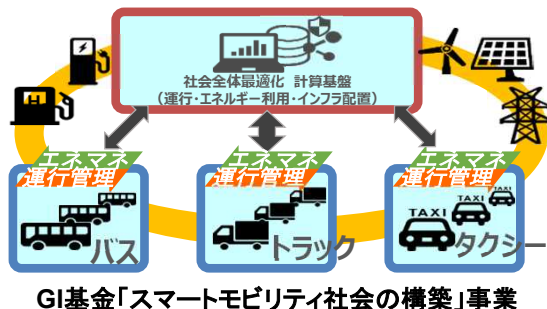 H
社会全体最適化 計算基盤
（運行・エネルギー利用・インフラ配置）
エネマネ
運行管理
バス
エネマネ
運行管理
トラック
エネマネ
運行管理
TAXI
TAXI
TAXI
タクシー
GI基金「スマートモビリティ社会の構築」事業